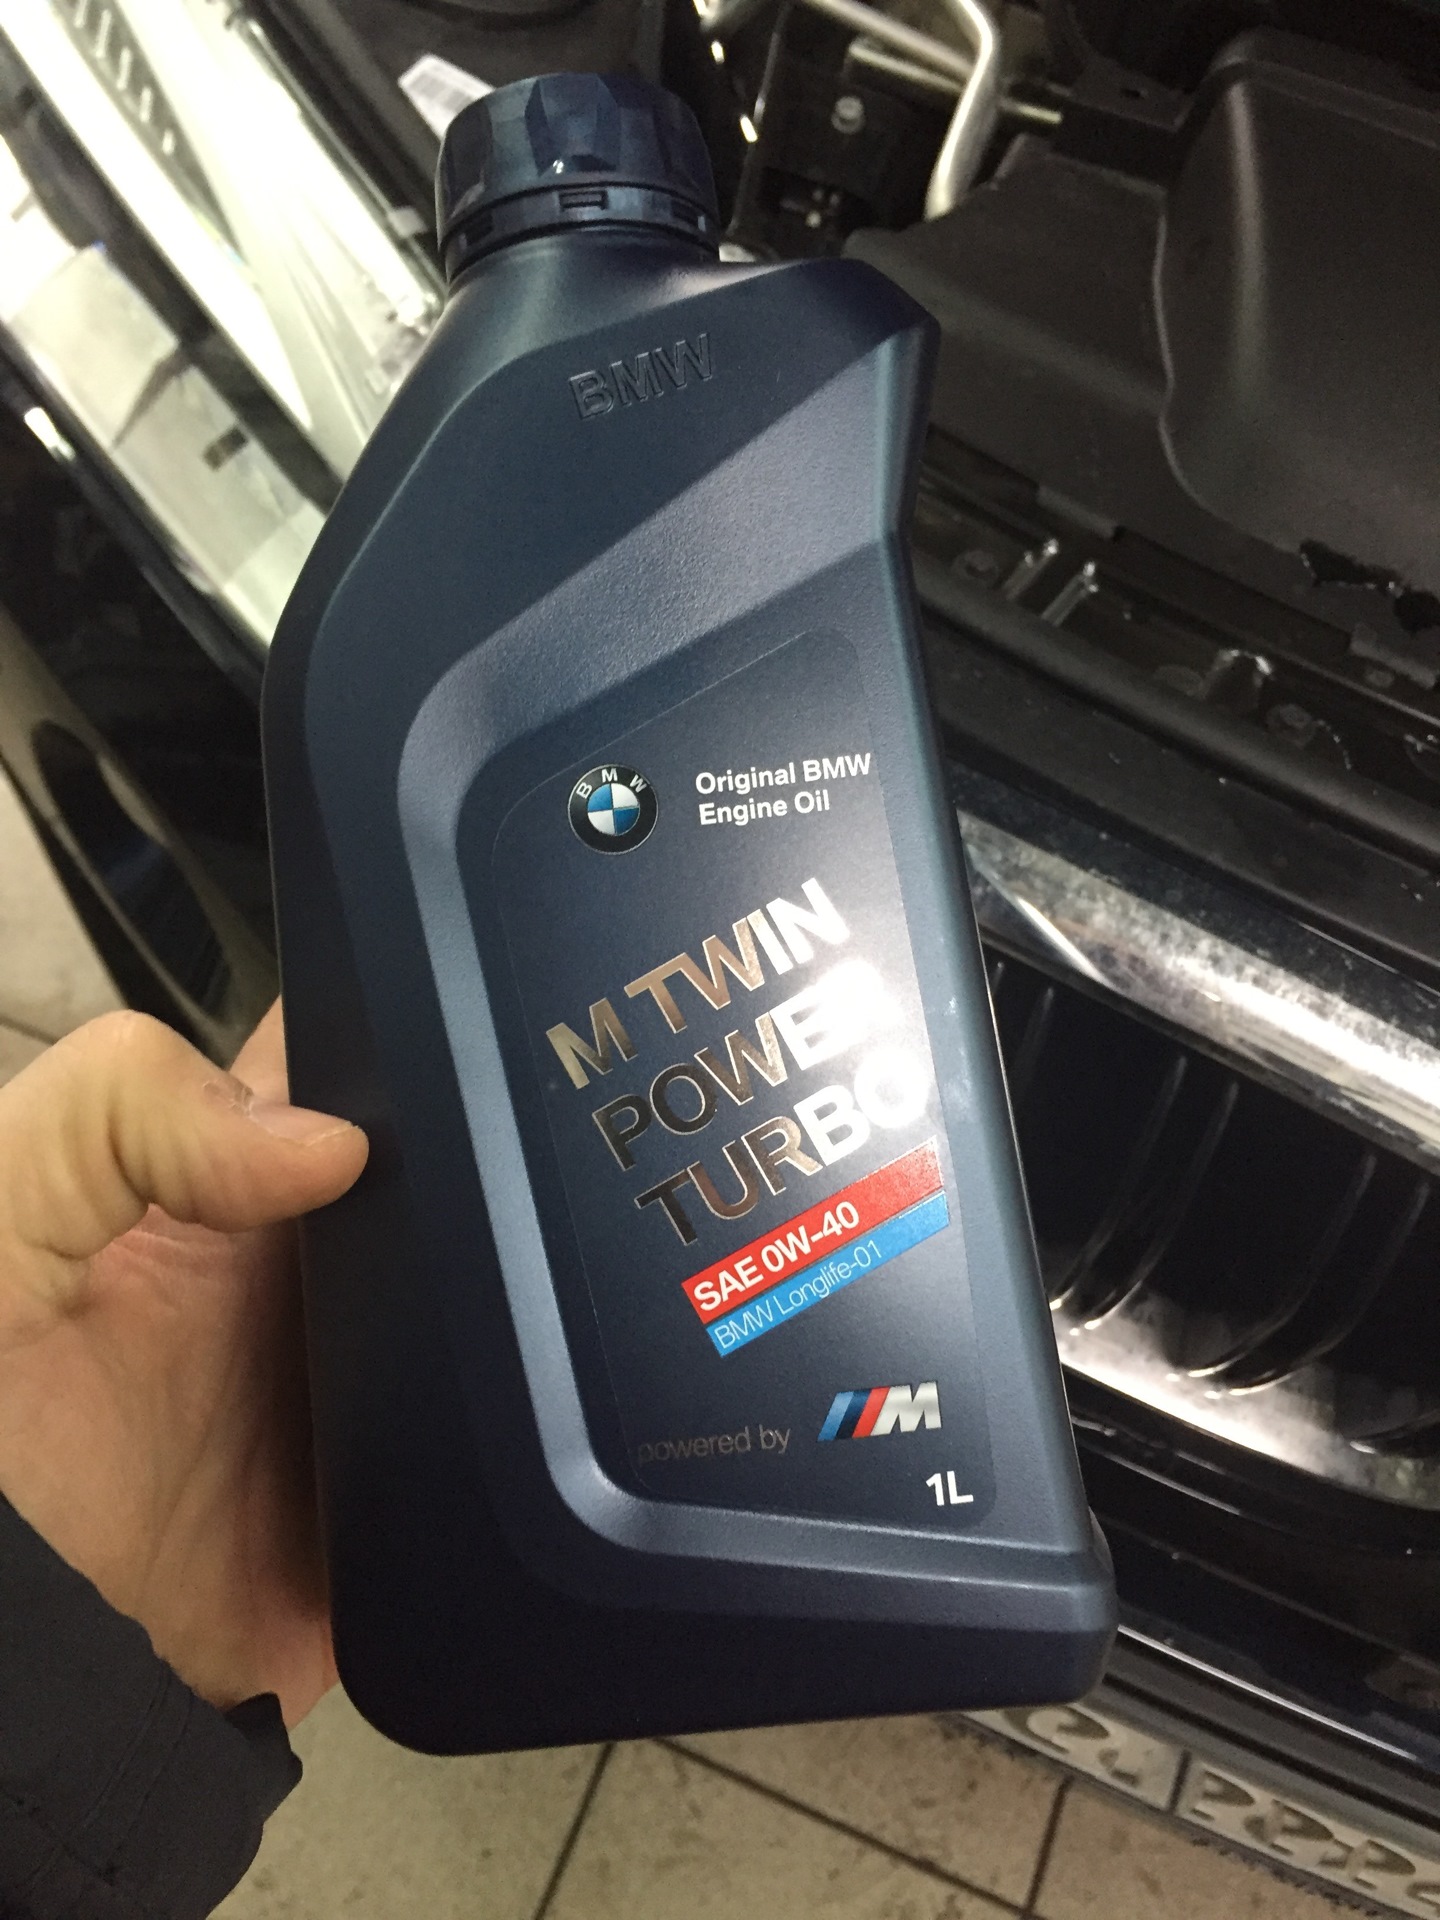 BMW
BMW
Original BMW
Engine Oil
M TWIN
POWER
TURBO
SAE 0W-40
BMW Longlife-01
powered by
M
1L